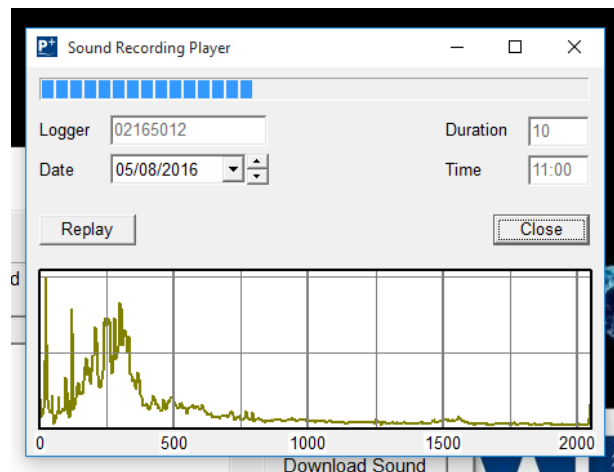 P+ Sound Recording Player
Logger 02165012 Duration 10
Date 05/08/2016 Time 11:00
Replay Close
d
0 500 1000 1500 2000
Download Sound